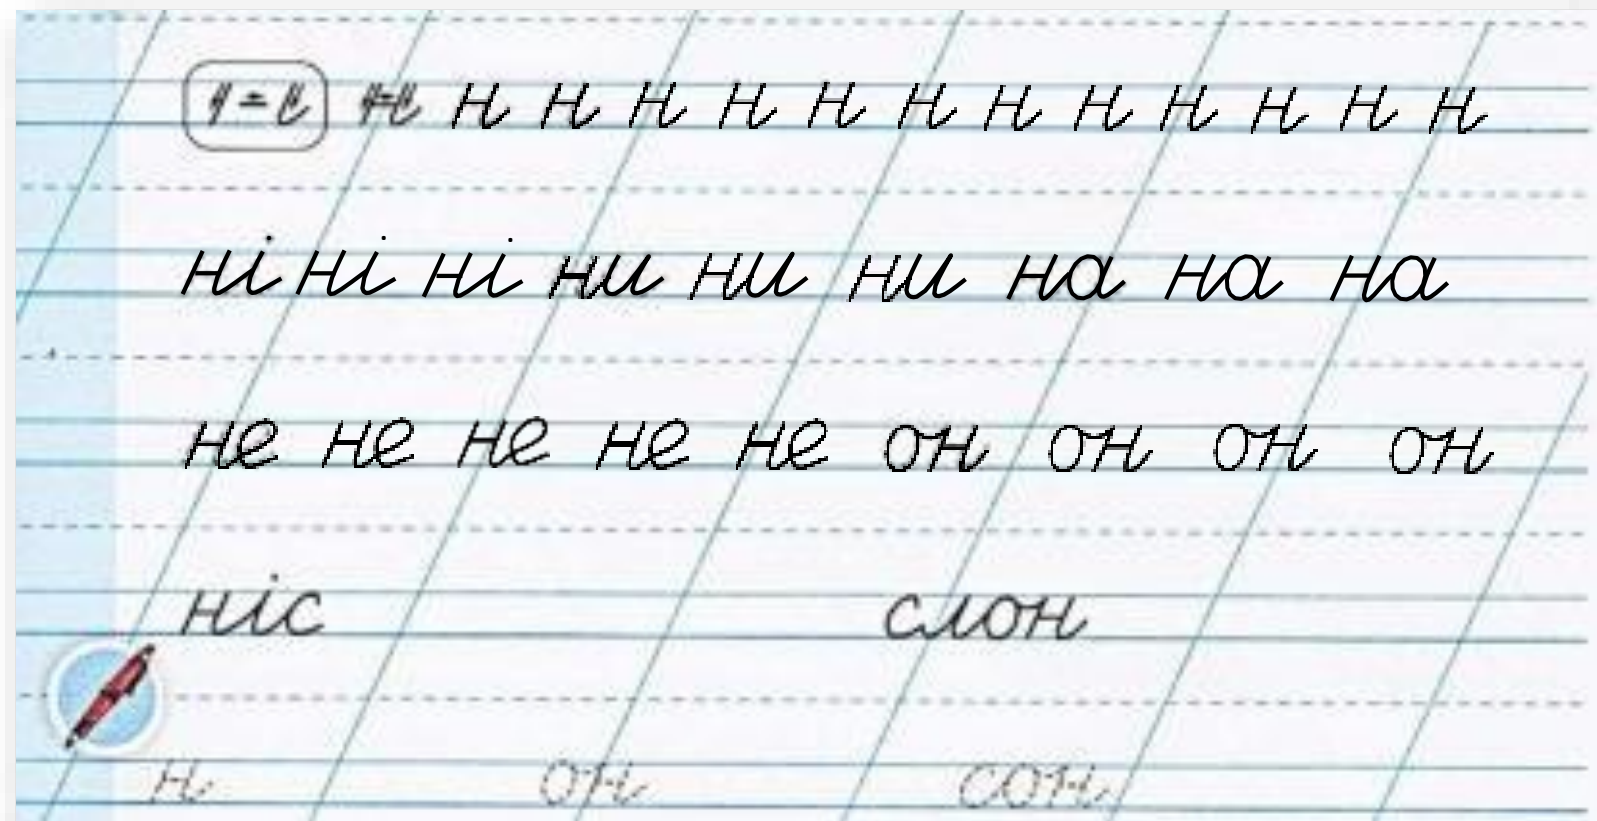 н н н н н н н н н н н н н
ні ні ні ни ни ни на на на
не не не не не он он он он
ніс слон
н он сон